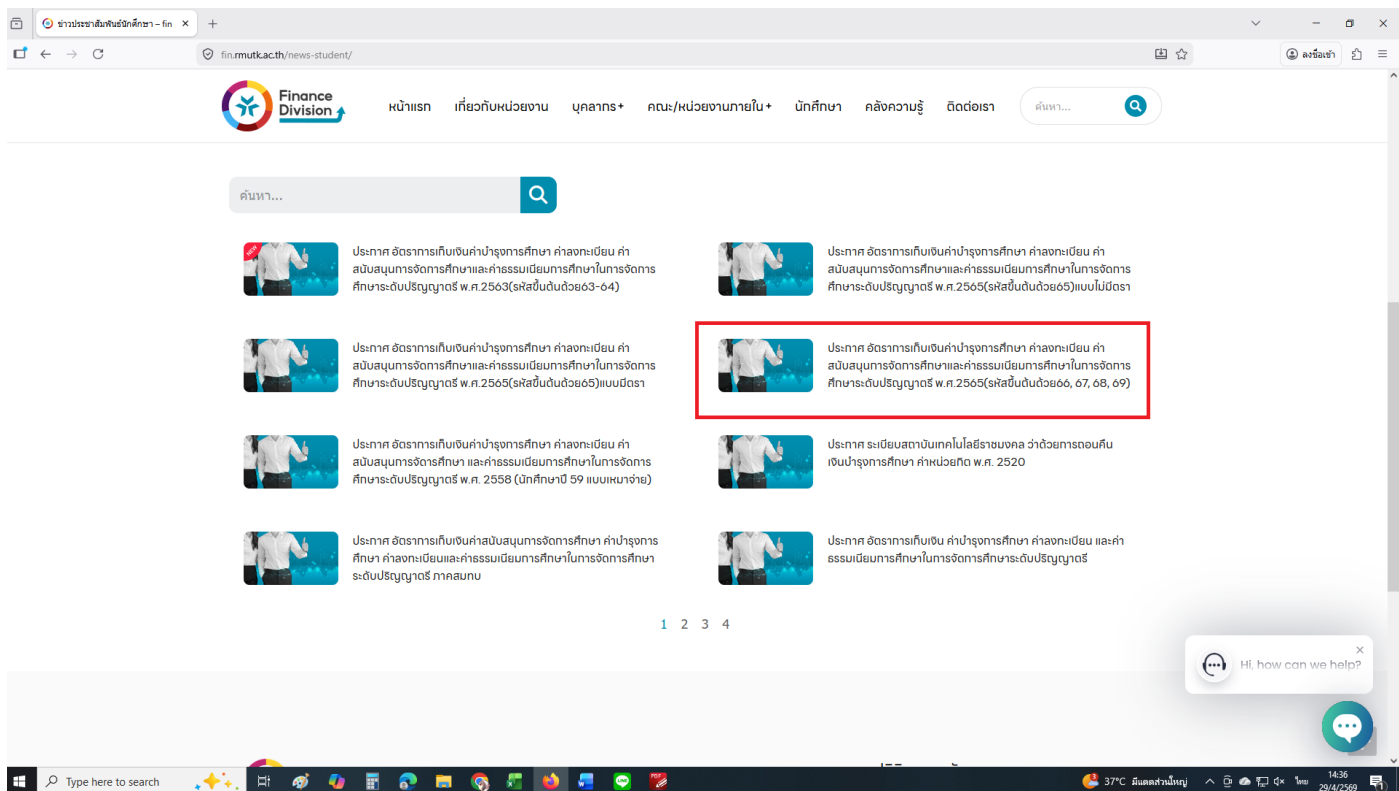 ข่าวประชาสัมพันธ์นักศึกษา – fin
fin.rmutk.ac.th/news-student/
ลงชื่อเข้า
Finance
Division
หน้าแรก เกี่ยวกับหน่วยงาน บุคลากร+ คณะ/หน่วยงานภายใน+ นักศึกษา คลังความรู้ ติดต่อเรา ค้นหา...
ค้นหา...
NEW
ประกาศ อัตราการเก็บเงินค่าบำรุงการศึกษา ค่าลงทะเบียน ค่า
สนับสนุนการจัดการศึกษาและค่าธรรมเนียมการศึกษาในการจัดการ
ศึกษาระดับปริญญาตรี พ.ศ.2563(รหัสขึ้นต้นด้วย63-64)
ประกาศ อัตราการเก็บเงินค่าบำรุงการศึกษา ค่าลงทะเบียน ค่า
สนับสนุนการจัดการศึกษาและค่าธรรมเนียมการศึกษาในการจัดการ
ศึกษาระดับปริญญาตรี พ.ศ.2565(รหัสขึ้นต้นด้วย65)แบบไม่มีตรา
ประกาศ อัตราการเก็บเงินค่าบำรุงการศึกษา ค่าลงทะเบียน ค่า
สนับสนุนการจัดการศึกษาและค่าธรรมเนียมการศึกษาในการจัดการ
ศึกษาระดับปริญญาตรี พ.ศ.2565(รหัสขึ้นต้นด้วย65)แบบมีตรา
ประกาศ อัตราการเก็บเงินค่าบำรุงการศึกษา ค่าลงทะเบียน ค่า
สนับสนุนการจัดการศึกษาและค่าธรรมเนียมการศึกษาในการจัดการ
ศึกษาระดับปริญญาตรี พ.ศ.2565(รหัสขึ้นต้นด้วย66, 67, 68, 69)
ประกาศ อัตราการเก็บเงินค่าบำรุงการศึกษา ค่าลงทะเบียน ค่า
สนับสนุนการจัดารศึกษา และค่าธรรมเนียมการศึกษาในการจัดการ
ศึกษาระดับปริญญาตรี พ.ศ. 2558 (นักศึกษาปี 59 แบบเหมาจ่าย)
ประกาศ ระเบียบสถาบันเทคโนโลยีราชมงคล ว่าด้วยการถอนคืน
เงินบำรุงการศึกษา ค่าหน่วยกิต พ.ศ. 2520
ประกาศ อัตราการเก็บเงินค่าสนับสนุนการจัดการศึกษา ค่าบำรุงการ
ศึกษา ค่าลงทะเบียนและค่าธรรมเนียมการศึกษาในการจัดการศึกษา
ระดับปริญญาตรี ภาคสมทบ
ประกาศ อัตราการเก็บเงิน ค่าบำรุงการศึกษา ค่าลงทะเบียน และค่า
ธรรมเนียมการศึกษาในการจัดการศึกษาระดับปริญญาตรี
1 2 3 4
Hi, how can we help?
Type here to search
37°C มีแดดส่วนใหญ่
ไทย
14:36
29/4/2569